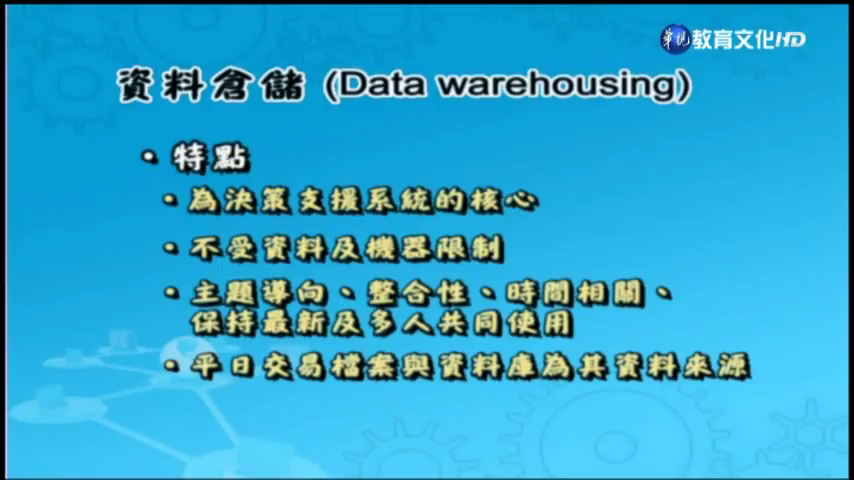 華視 教育文化HD
資料倉儲 (Data warehousing)
• 特點
• 為決策支援系統的核心
• 不受資料及機器限制
• 主題導向、整合性、時間相關、
保持最新及多人共同使用
• 平日交易檔案與資料庫為其資料來源